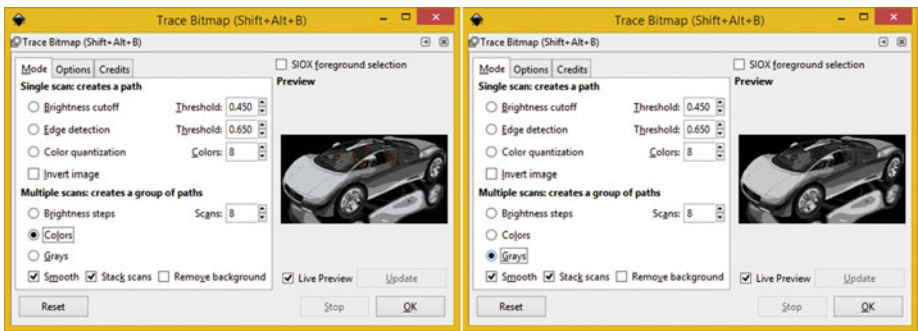 Trace Bitmap (Shift+Alt+B)
Trace Bitmap (Shift+Alt+B)
Mode Options Credits
SIOX foreground selection
Single scan: creates a path
Preview
Brightness cutoff Threshold: 0.450
Edge detection Threshold: 0.650
Color quantization Colors: 8
Invert image
Multiple scans: creates a group of paths
Brightness steps Scans: 8
Colors
Grays
Smooth Stack scans Remove background
Live Preview Update
Reset Stop OK
Trace Bitmap (Shift+Alt+B)
Trace Bitmap (Shift+Alt+B)
Mode Options Credits
SIOX foreground selection
Single scan: creates a path
Preview
Brightness cutoff Threshold: 0.450
Edge detection Threshold: 0.650
Color quantization Colors: 8
Invert image
Multiple scans: creates a group of paths
Brightness steps Scans: 8
Colors
Grays
Smooth Stack scans Remove background
Live Preview Update
Reset Stop OK